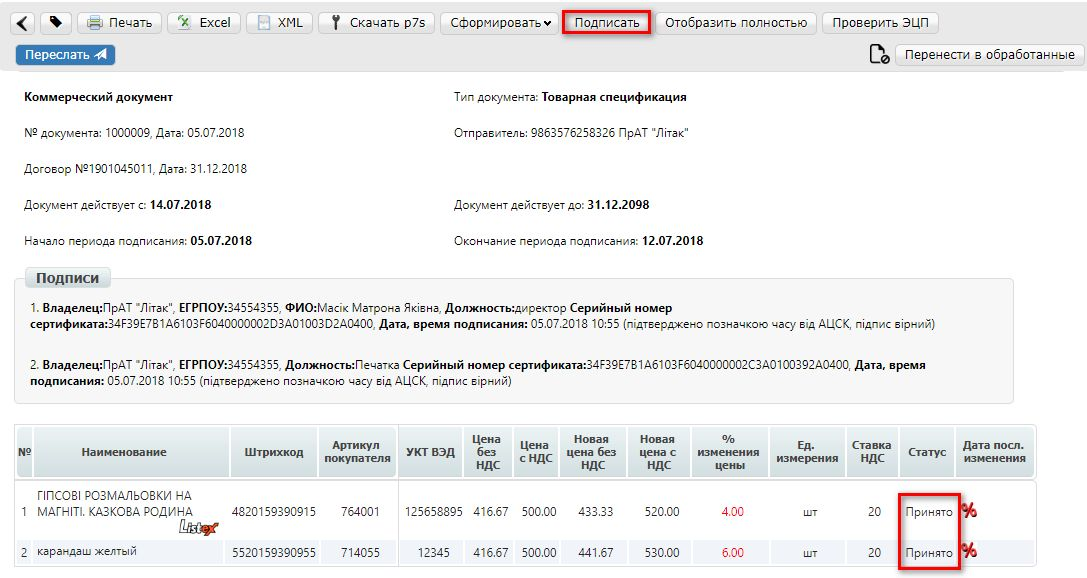 Печать Excel XML Скачать p7s Сформировать Подписать Отобразить полностью Проверить ЭЦП
Переслать Перенести в обработанные
Коммерческий документ Тип документа: Товарная спецификация
№ документа: 1000009, Дата: 05.07.2018 Отправитель: 9863576258326 ПрАТ "Літак"
Договор №1901045011, Дата: 31.12.2018
Документ действует с: 14.07.2018 Документ действует до: 31.12.2098
Начало периода подписания: 05.07.2018 Окончание периода подписания: 12.07.2018
Подписи
1. Владелец:ПрАТ "Літак", ЕГРПОУ:34554355, ФИО:Масік Матрона Яківна, Должность:директор Серийный номер
сертификата:34F39E7B1A6103F6040000002D3A01003D2A0400, Дата, время подписания: 05.07.2018 10:55 (підтверджено позначкою часу від АЦСК, підпис вірний)
2. Владелец:ПрАТ "Літак", ЕГРПОУ:34554355, Должность:Печатка Серийный номер сертификата:34F39E7B1A6103F6040000002C3A0100392A0400, Дата, время
подписания: 05.07.2018 10:55 (підтверджено позначкою часу від АЦСК, підпис вірний)
№ Наименование Штрихкод Артикул покупателя УКТ ВЭД Цена без НДС Цена с НДС Новая цена без НДС Новая цена с НДС % изменения цены Ед. измерения Ставка НДС Статус Дата посл. изменения
1 ГІПСОВІ РОЗМАЛЬОВКИ НА МАГНІТІ. КАЗКОВА РОДИНА Listex 4820159390915 764001 125658895 416.67 500.00 433.33 520.00 4.00 шт 20 Принято %
2 карандаш желтый 5520159390955 714055 12345 416.67 500.00 441.67 530.00 6.00 шт 20 Принято %